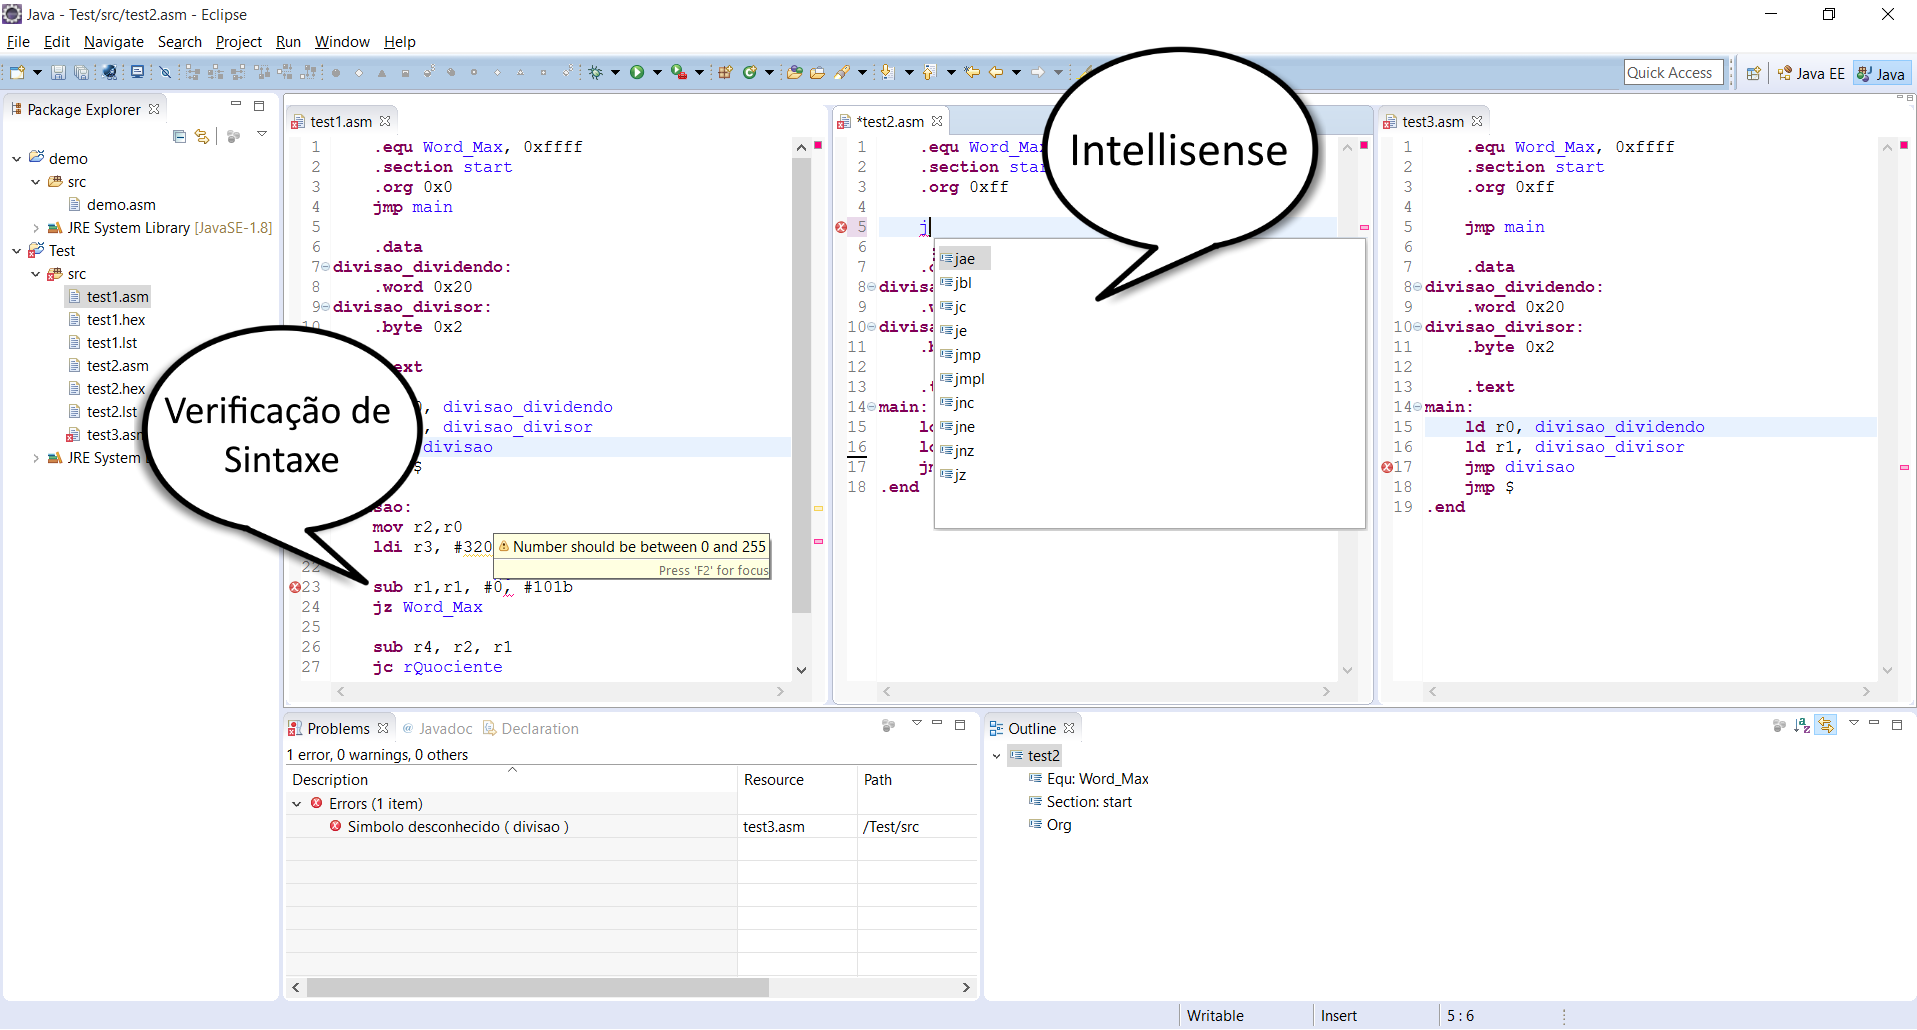 Java - Test/src/test2.asm - Eclipse
File Edit Navigate Search Project Run Window Help
Quick Access
Java EE
Java
Package Explorer
demo
src
demo.asm
JRE System Library [JavaSE-1.8]
Test
src
test1.asm
test1.hex
test1.lst
test2.asm
test2.hex
test2.lst
test3.asm
JRE System
Verificação de
Sintaxe
test1.asm
1 .equ Word_Max, 0xffff
2 .section start
3 .org 0x0
4 jmp main
5
6 .data
7 divisao_dividendo:
8 .word 0x20
9 divisao_divisor:
10 .byte 0x2
ext
, divisao_dividendo
, divisao_divisor
divisao
$
sao:
mov r2,r0
ldi r3, #320
22
23 sub r1,r1, #0, #101b
24 jz Word_Max
25
26 sub r4, r2, r1
27 jc rQuociente
Number should be between 0 and 255
Press 'F2' for focus
*test2.asm
1 .equ Word_Max
2 .section star
3 .org 0xff
4
5 j
6
7
8 divis
9
10 divisa
11
12
13
14 main:
15
16
17
18 .end
jae
jbl
jc
je
jmp
jmpl
jnc
jne
jnz
jz
Intellisense
test3.asm
1 .equ Word_Max, 0xffff
2 .section start
3 .org 0xff
4
5 jmp main
6
7 .data
8 divisao_dividendo:
9 .word 0x20
10 divisao_divisor:
11 .byte 0x2
12
13 .text
14 main:
15 ld r0, divisao_dividendo
16 ld r1, divisao_divisor
17 jmp divisao
18 jmp $
19 .end
Problems @ Javadoc Declaration
1 error, 0 warnings, 0 others
Description Resource Path
Errors (1 item)
Simbolo desconhecido ( divisao ) test3.asm /Test/src
Outline
test2
Equ: Word_Max
Section: start
Org
Writable Insert 5 : 6